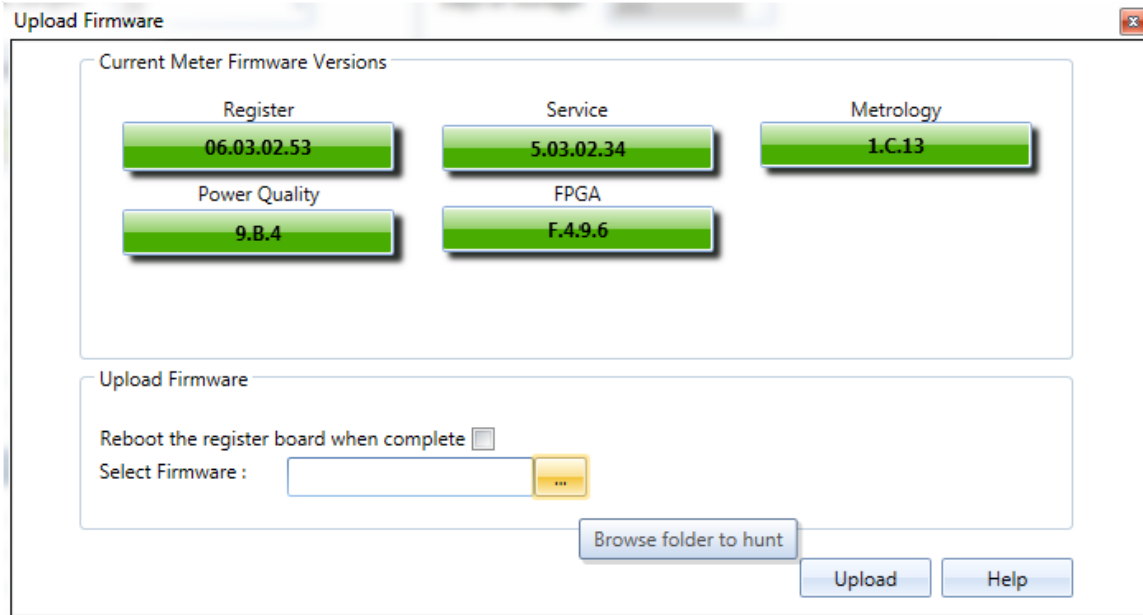 Upload Firmware
Current Meter Firmware Versions
Register Service Metrology
06.03.02.53 5.03.02.34 1.C.13
Power Quality FPGA
9.B.4 F.4.9.6
Upload Firmware
Reboot the register board when complete
Select Firmware :
...
Browse folder to hunt
Upload Help